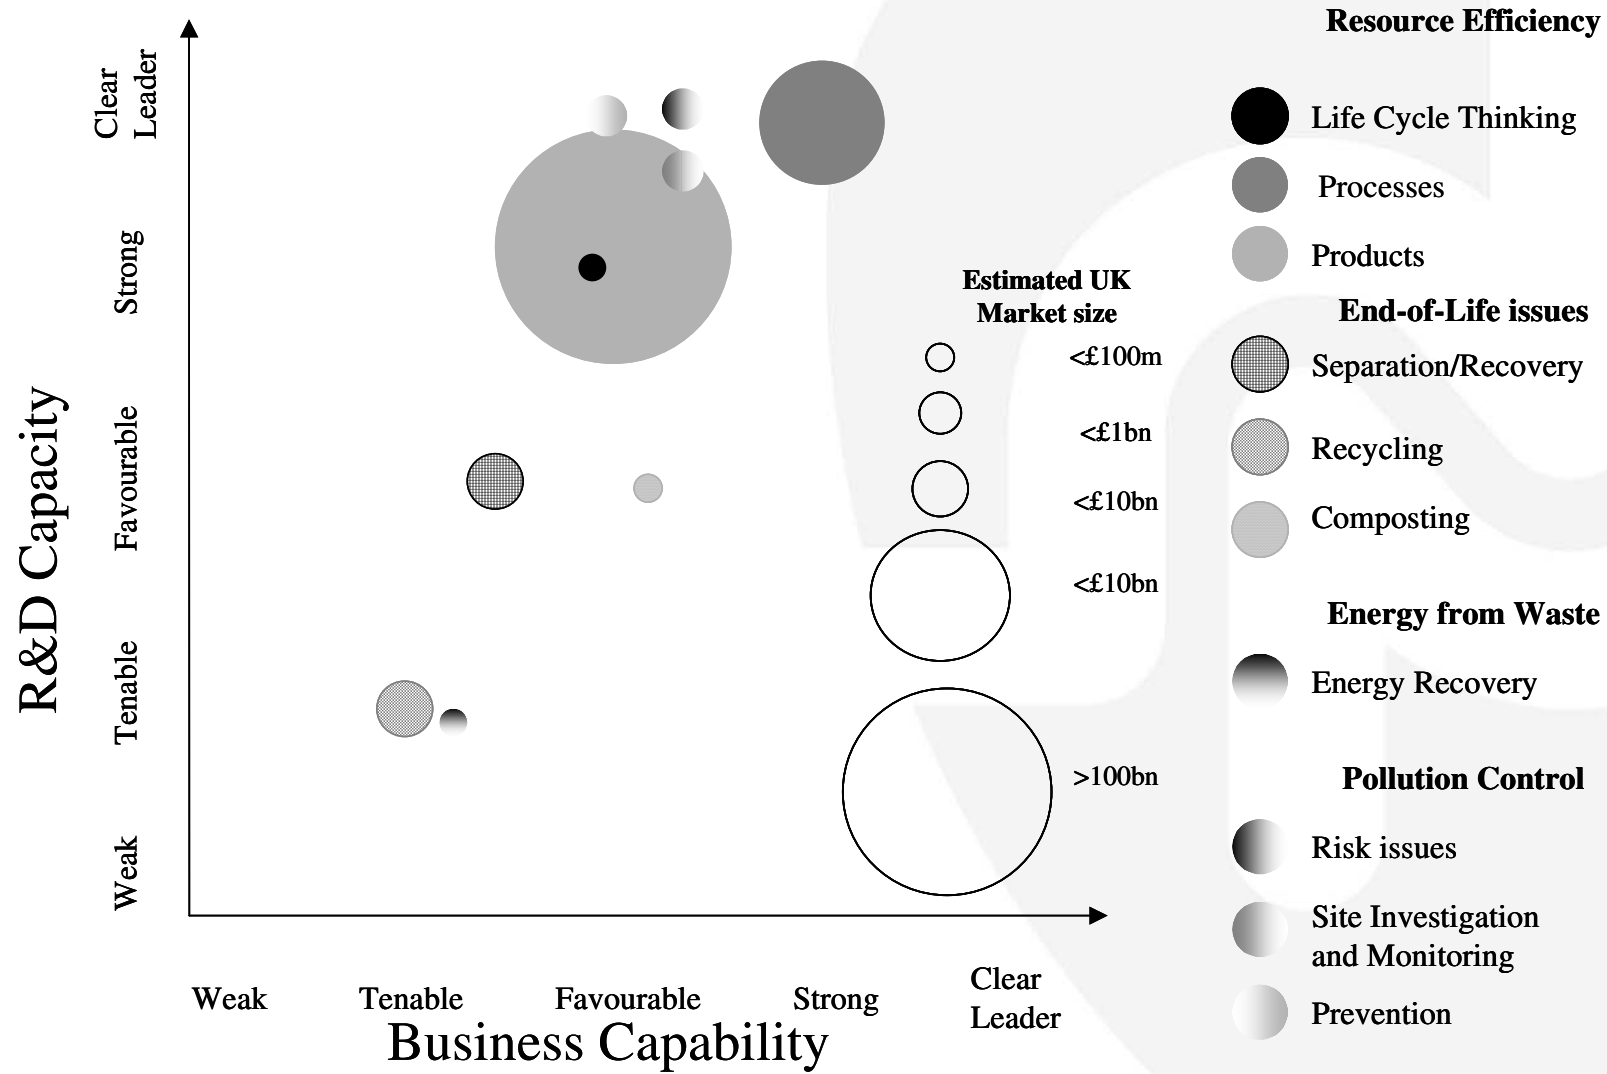 Resource Efficiency
Clear
Leader
Life Cycle Thinking
Processes
Products
Strong
Estimated UK
Market size
End-of-Life issues
<£100m
Separation/Recovery
<£1bn
Recycling
Favourable
<£10bn
Composting
R&D Capacity
<£10bn
Energy from Waste
Tenable
Energy Recovery
>100bn
Pollution Control
Weak
Risk issues
Site Investigation
and Monitoring
Prevention
Weak
Tenable
Favourable
Strong
Clear
Leader
Business Capability